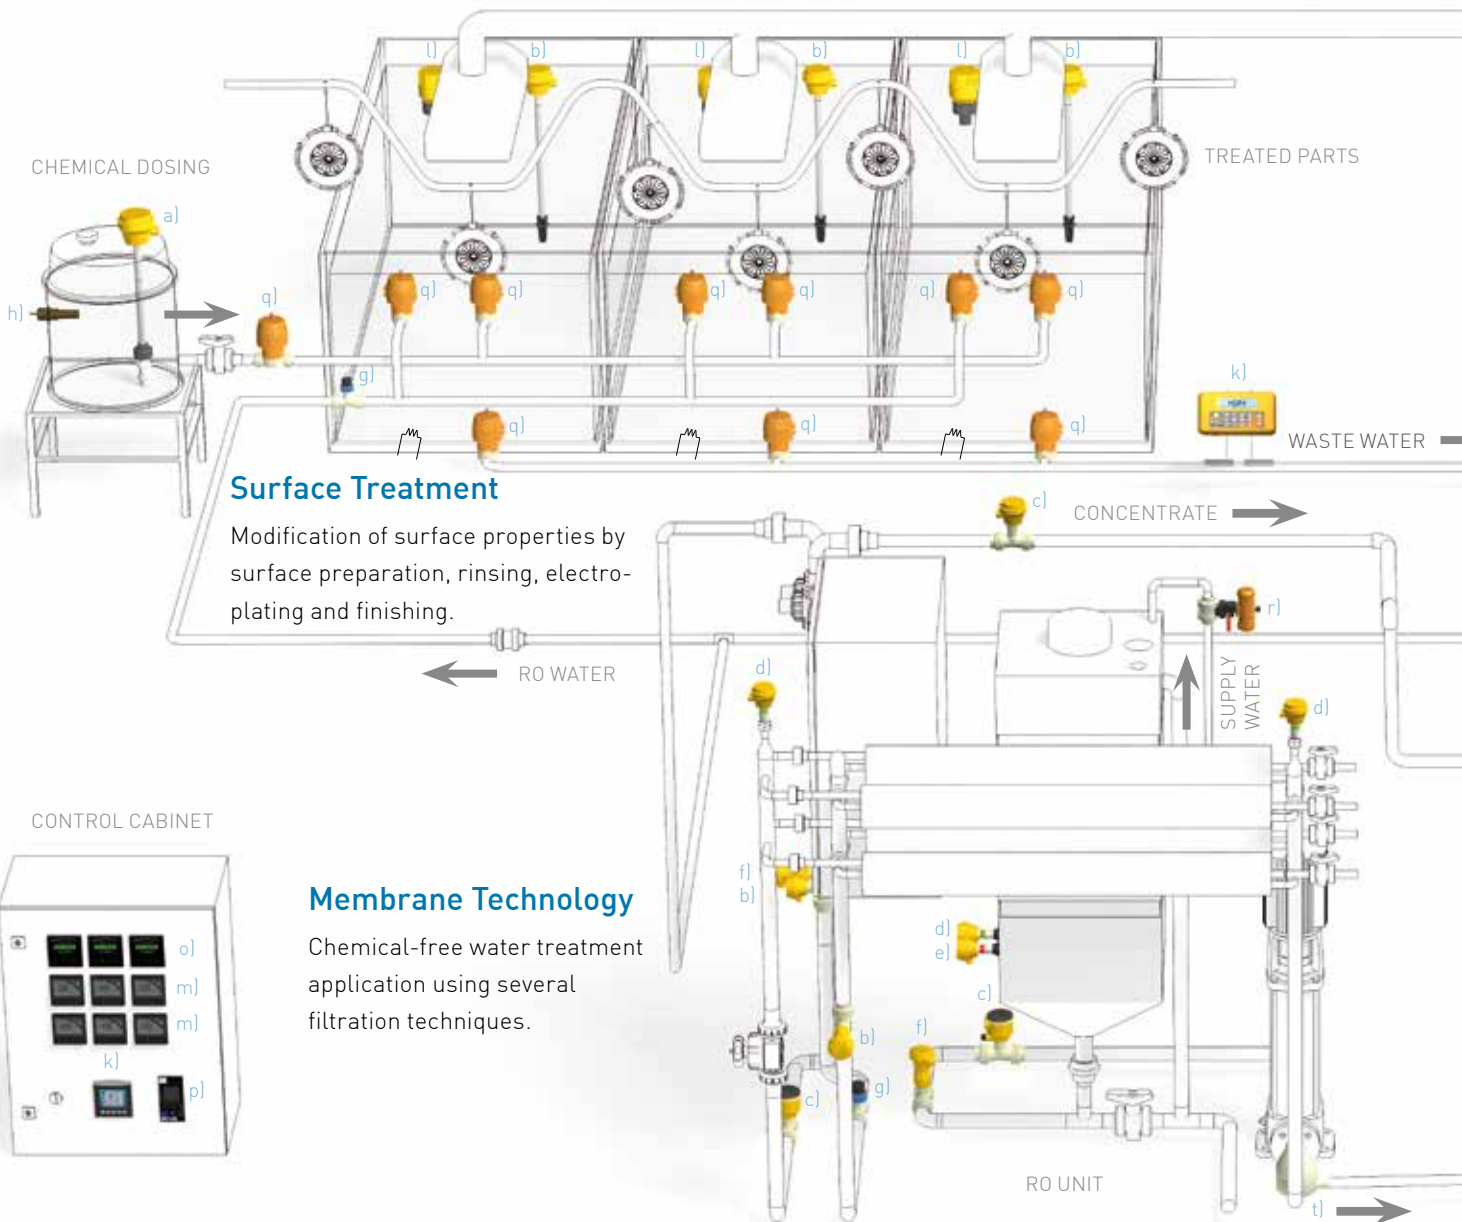 l) b) l) b) l) b)
CHEMICAL DOSING
TREATED PARTS
a)
h)
q)
q) q) q) q) q) q)
g)
k)
q) q) q)
WASTE WATER
Surface Treatment
Modification of surface properties by
surface preparation, rinsing, electro-
plating and finishing.
c)
CONCENTRATE
r)
RO WATER
SUPPLY
WATER
d)
d)
CONTROL CABINET
o)
m)
m)
k)
p)
Membrane Technology
Chemical-free water treatment
application using several
filtration techniques.
f)
b)
d)
e)
c)
f)
b)
c)
g)
RO UNIT
t)